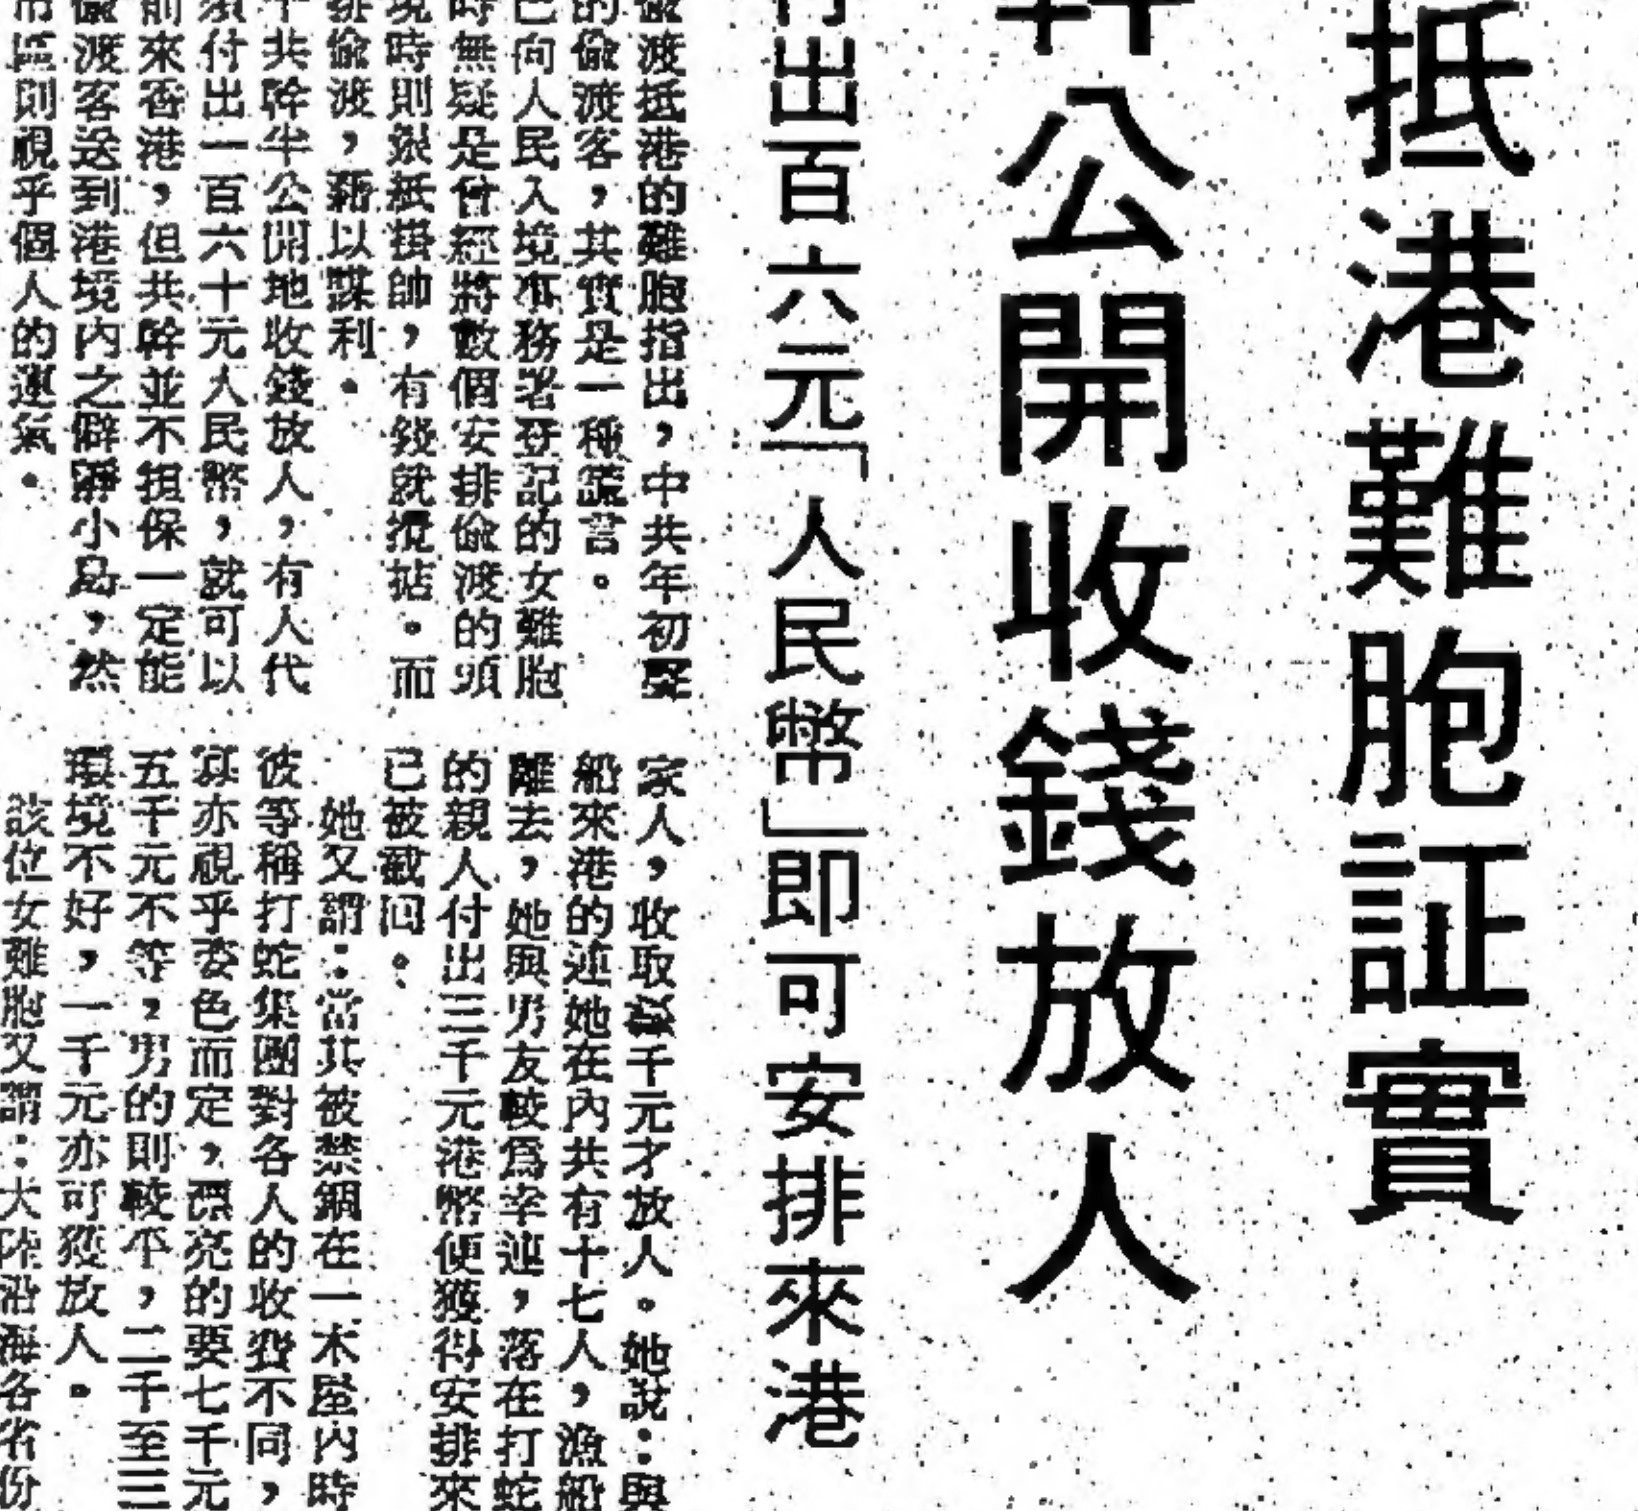 抵港難胞証實
幹公開收錢放人
付出百六元「人民幣」即可安排來港
偷渡抵港的難胞指出，中共年初
的偷渡客，其實是一種謊言。
已向人民入境事務署登記的女難胞
時無疑是曾經將數個安排偷渡的頭
境時則銀紙掛帥，有錢就攪掂。而
排偷渡，藉以謀利。
共幹半公開地收錢放人，有人代
須付出一百六十元人民幣，就可以
前來香港，但共幹並不担保一定能
偷渡客送到港境內之僻靜小島，然
市區則視乎個人的運氣。
家人，收取數千元才放人。她說：與
船來港的連她在內共有十七人，漁船
離去，她與男友較爲幸運，落在打蛇
的親人付出三千元港幣便獲得安排來
已被截回。
她又謂：當其被禁錮在一木屋內時
彼等稱打蛇集團對各人的收費不同，
亦視乎姿色而定，漂亮的要七千元
五千元不等，男的則較平，二千至三
環境不好，一千元亦可獲放人。
該位女難胞又謂：大陸沿海各省份